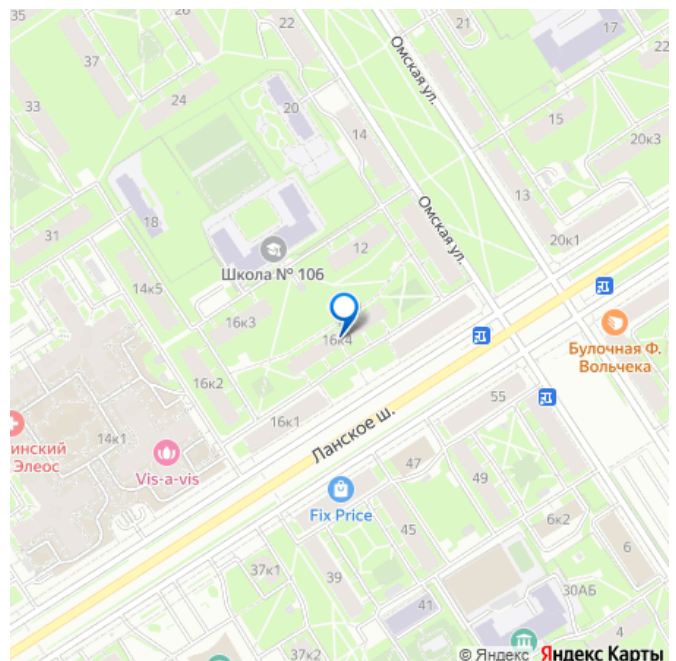 22
21
17
37
Омская ул.
22
33
24
20
15
14
20к3
13
18
Омская ул.
31
12
20к1
Школа № 106
14к5
16к3
16к4
Булочная Ф.
Вольчека
16к2
55
16к1
Ланское ш.
14к1
инский
Элеос
Vis-a-vis
47
49
Fix Price
45
6к2
6
37к1
39
30АБ
41
4
37к2
© Яндекс Яндекс Карты